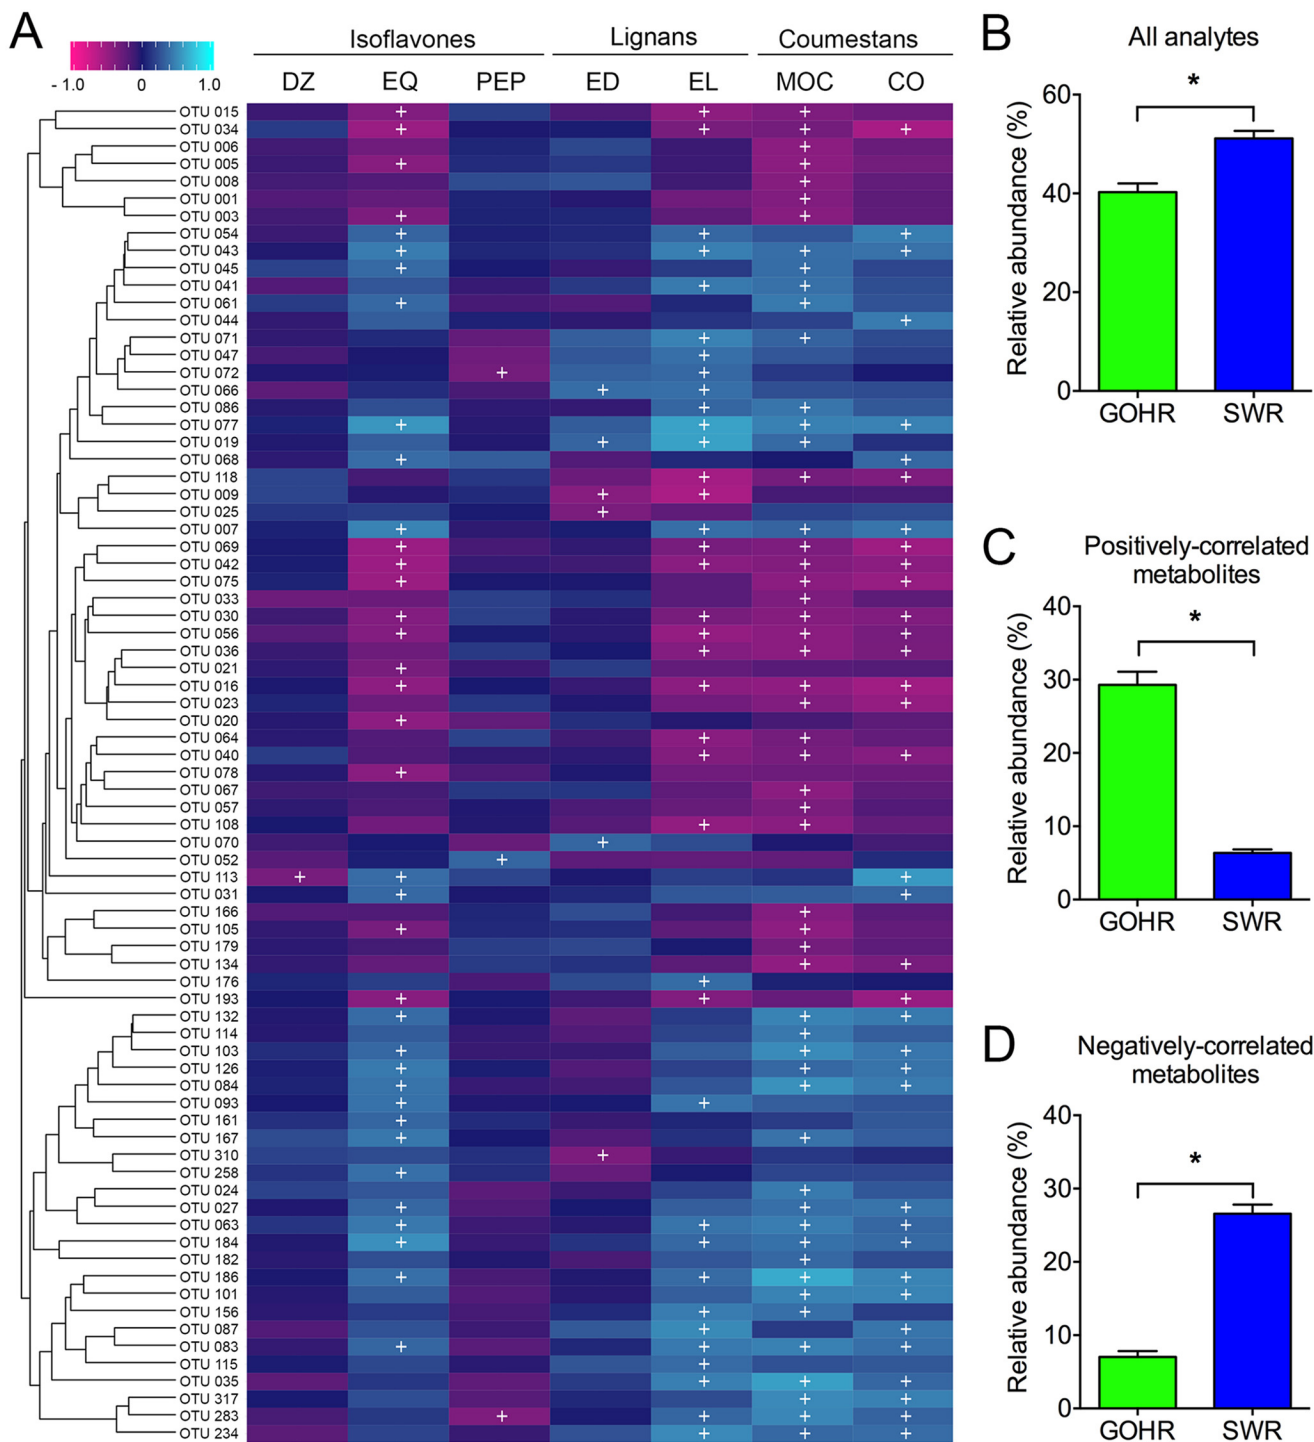 A
-1.0 0 1.0
Isoflavones Lignans Coumestans
DZ EQ PEP ED EL MOC CO
OTU 015
OTU 034
OTU 006
OTU 005
OTU 008
OTU 001
OTU 003
OTU 054
OTU 043
OTU 045
OTU 041
OTU 061
OTU 044
OTU 071
OTU 047
OTU 072
OTU 066
OTU 086
OTU 077
OTU 019
OTU 068
OTU 118
OTU 009
OTU 025
OTU 007
OTU 069
OTU 042
OTU 075
OTU 033
OTU 030
OTU 056
OTU 036
OTU 021
OTU 016
OTU 023
OTU 020
OTU 064
OTU 040
OTU 078
OTU 067
OTU 057
OTU 108
OTU 070
OTU 052
OTU 113
OTU 031
OTU 166
OTU 105
OTU 179
OTU 134
OTU 176
OTU 193
OTU 132
OTU 114
OTU 103
OTU 126
OTU 084
OTU 093
OTU 161
OTU 167
OTU 310
OTU 258
OTU 024
OTU 027
OTU 063
OTU 184
OTU 182
OTU 186
OTU 101
OTU 156
OTU 087
OTU 083
OTU 115
OTU 035
OTU 317
OTU 283
OTU 234
B
All analytes
*
Relative abundance (%)
60
40
20
0
GOHR SWR
C
Positively-correlated
metabolites
*
Relative abundance (%)
40
30
20
10
0
GOHR SWR
D
Negatively-correlated
metabolites
*
Relative abundance (%)
40
30
20
10
0
GOHR SWR